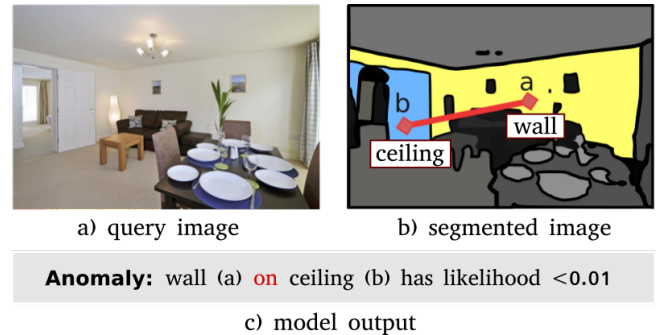 a
b
wall
ceiling
a) query image
b) segmented image
Anomaly: wall (a) on ceiling (b) has likelihood <0.01
c) model output